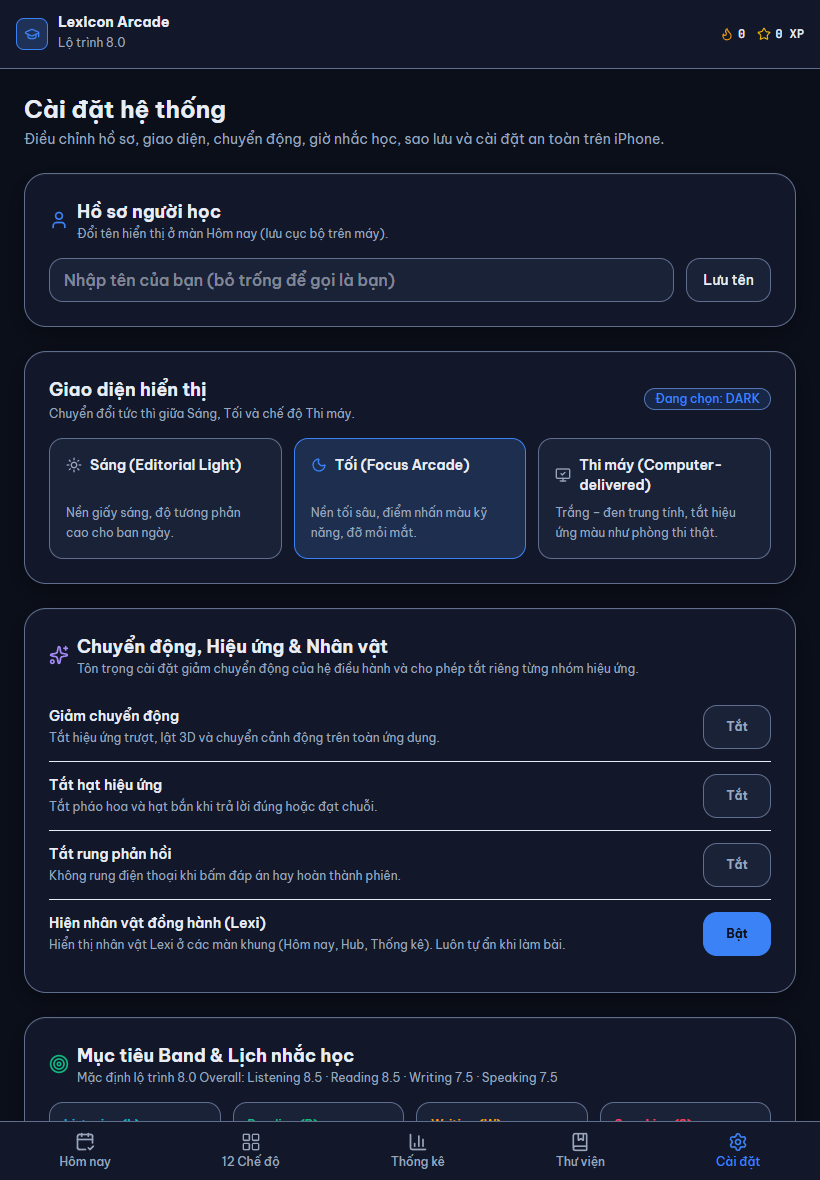 LexIcon Arcade
Lộ trình 8.0
0 0 XP
Cài đặt hệ thống
Điều chỉnh hồ sơ, giao diện, chuyển động, giờ nhắc học, sao lưu và cài đặt an toàn trên iPhone.
Hồ sơ người học
Đổi tên hiển thị ở màn Hôm nay (lưu cục bộ trên máy).
Nhập tên của bạn (bỏ trống để gọi là bạn)
Lưu tên
Giao diện hiển thị
Chuyển đổi tức thì giữa Sáng, Tối và chế độ Thi máy.
Đang chọn: DARK
Sáng (Editorial Light)
Nền giấy sáng, độ tương phản
cao cho ban ngày.
Tối (Focus Arcade)
Nền tối sâu, điểm nhấn màu kỹ
năng, đỡ mỏi mắt.
Thi máy (Computer-
delivered)
Trắng – đen trung tính, tắt hiệu
ứng màu như phòng thi thật.
Chuyển động, Hiệu ứng & Nhân vật
Tôn trọng cài đặt giảm chuyển động của hệ điều hành và cho phép tắt riêng từng nhóm hiệu ứng.
Giảm chuyển động
Tắt hiệu ứng trượt, lật 3D và chuyển cảnh động trên toàn ứng dụng.
Tắt
Tắt hạt hiệu ứng
Tắt pháo hoa và hạt bắn khi trả lời đúng hoặc đạt chuỗi.
Tắt
Tắt rung phản hồi
Không rung điện thoại khi bấm đáp án hay hoàn thành phiên.
Tắt
Hiện nhân vật đồng hành (Lexi)
Hiển thị nhân vật Lexi ở các màn khung (Hôm nay, Hub, Thống kê). Luôn tự ẩn khi làm bài.
Bật
Mục tiêu Band & Lịch nhắc học
Mặc định lộ trình 8.0 Overall: Listening 8.5 · Reading 8.5 · Writing 7.5 · Speaking 7.5
Hôm nay
12 Chế độ
Thống kê
Thư viện
Cài đặt